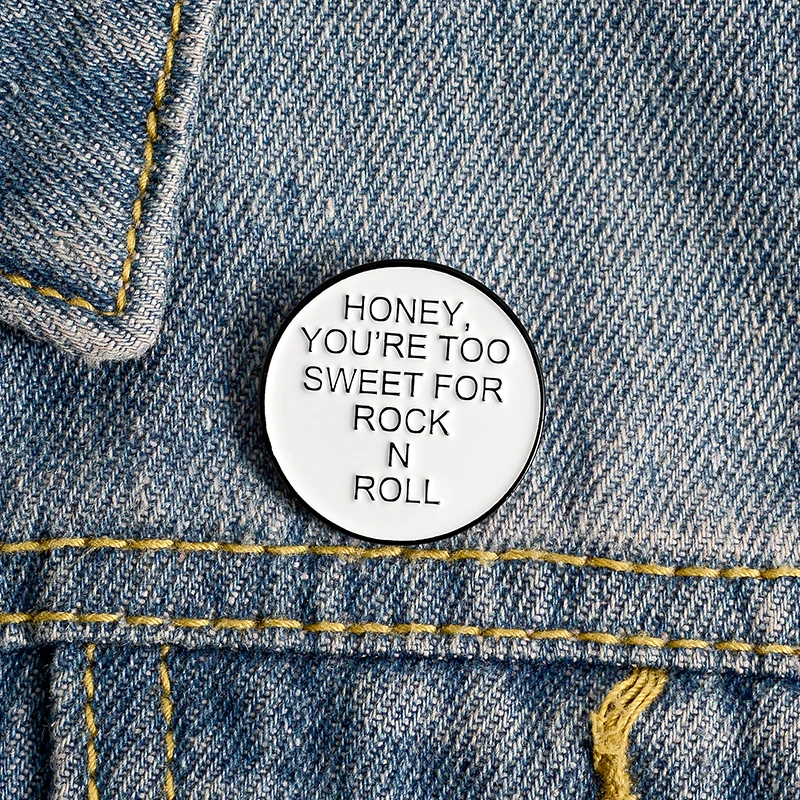 HONEY,
YOU'RE TOO
SWEET FOR
ROCK
N
ROLL